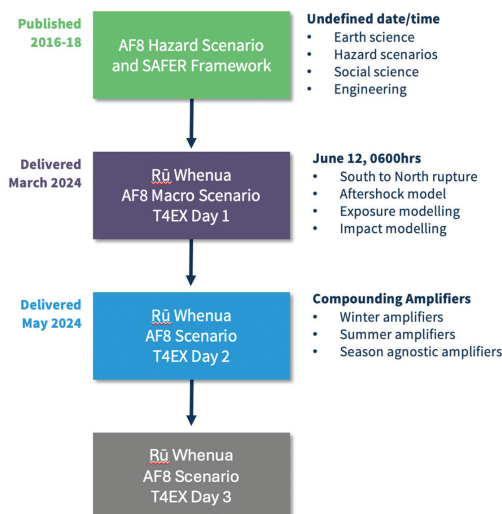 Published
2016-18
AF8 Hazard Scenario
and SAFER Framework
Undefined date/time
• Earth science
• Hazard scenarios
• Social science
• Engineering
Delivered
March 2024
Rū Whenua
AF8 Macro Scenario
T4EX Day 1
June 12, 0600hrs
• South to North rupture
• Aftershock model
• Exposure modelling
• Impact modelling
Delivered
May 2024
Rū Whenua
AF8 Scenario
T4EX Day 2
Compounding Amplifiers
• Winter amplifiers
• Summer amplifiers
• Season agnostic amplifiers
Rū Whenua
AF8 Scenario
T4EX Day 3